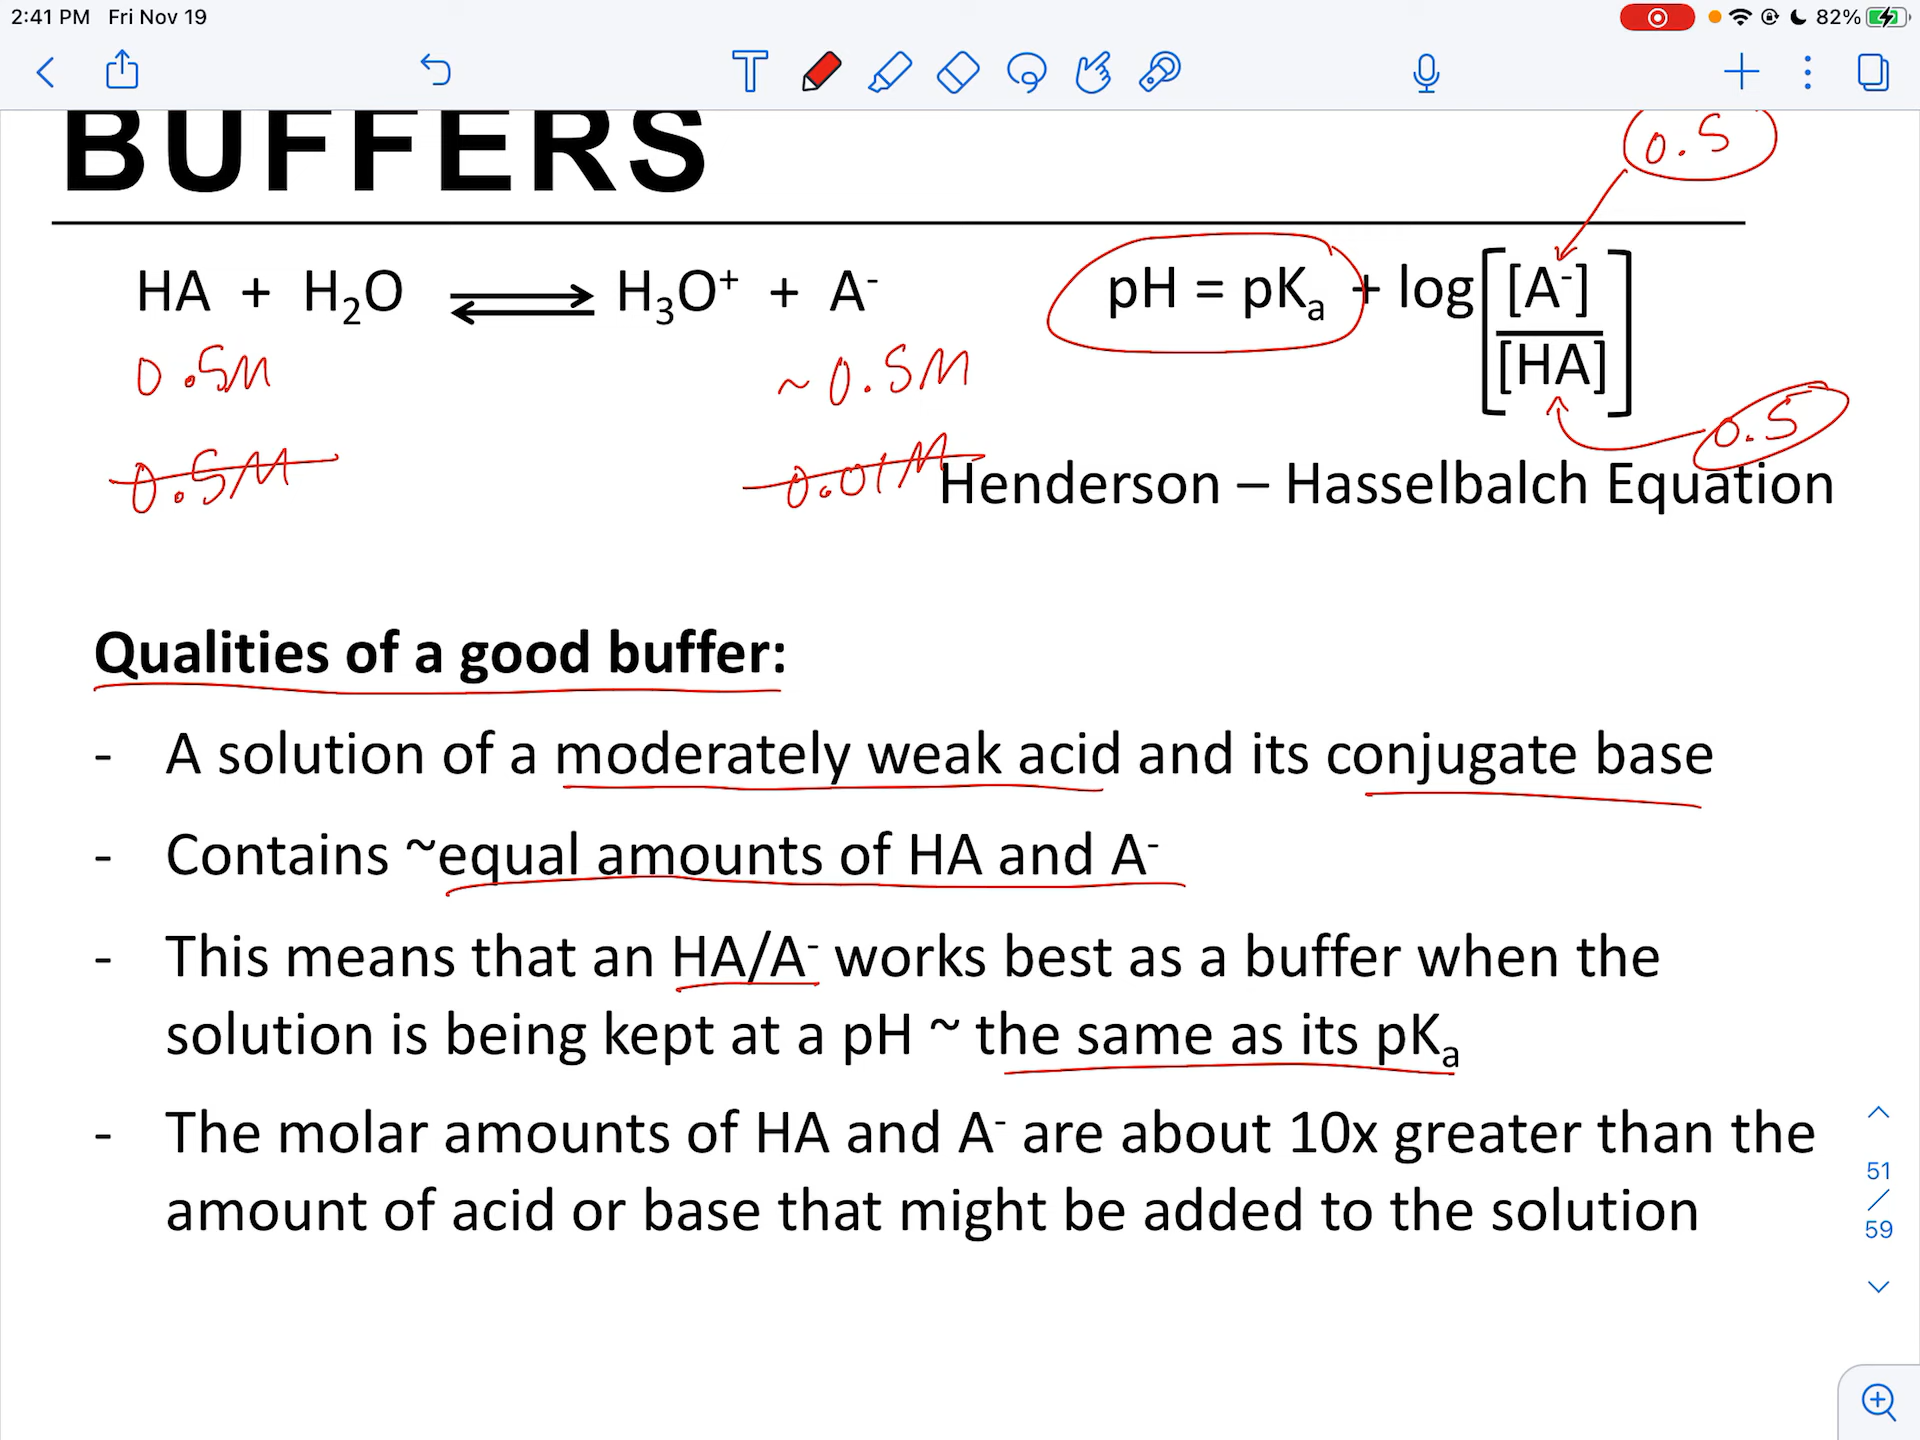 2:41 PM Fri Nov 19 82%
T
BUFFERS
0.5
HA + H₂O ⇌ H₃O⁺ + A⁻
pH = pKₐ + log[[A⁻]/[HA]]
0.5M ~0.5M
0.5
0.5M 0.01M
Henderson – Hasselbalch Equation
Qualities of a good buffer:
- A solution of a moderately weak acid and its conjugate base
- Contains ~equal amounts of HA and A⁻
- This means that an HA/A⁻ works best as a buffer when the
solution is being kept at a pH ~ the same as its pKₐ
- The molar amounts of HA and A⁻ are about 10x greater than the
amount of acid or base that might be added to the solution
51
/
59